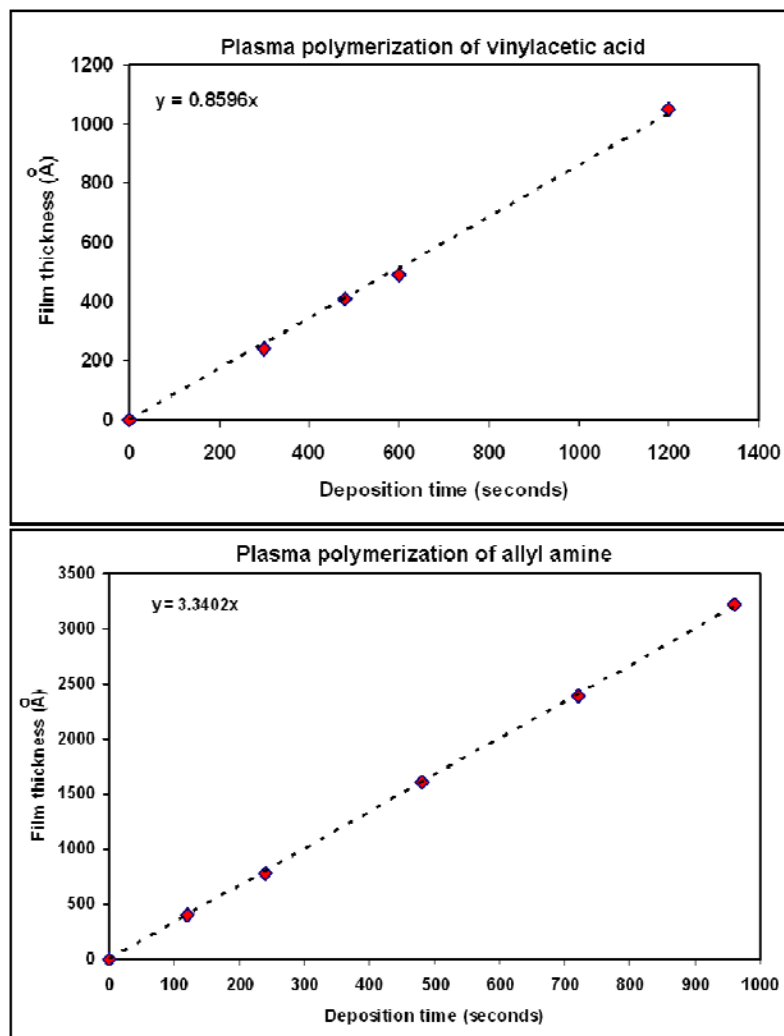 Plasma polymerization of vinylacetic acid
1200
y = 0.8596x
1000
800
600
400
200
0
Film thickness (Å)
0 200 400 600 800 1000 1200 1400
Deposition time (seconds)
Plasma polymerization of allyl amine
3500
y = 3.3402x
3000
2500
2000
1500
1000
500
0
Film thickness (Å)
0 100 200 300 400 500 600 700 800 900 1000
Deposition time (seconds)